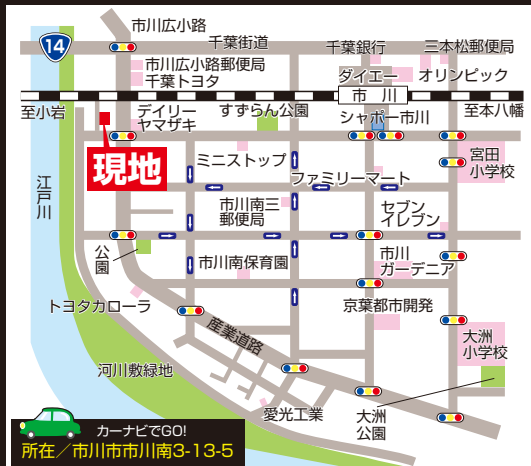 市川広小路
14
千葉街道
千葉銀行
三本松郵便局
市川広小路郵便局
千葉トヨタ
ダイエー
オリンピック
市川
至小岩
デイリー
ヤマザキ
すずらん公園
シャポー市川
至本八幡
現地
ミニストップ
ファミリーマート
宮田
小学校
江戸川
市川南三
郵便局
セブン
イレブン
公園
市川南保育園
市川
ガーデニア
トヨタカローラ
産業道路
京葉都市開発
大洲
小学校
河川敷緑地
愛光工業
大洲
公園
カーナビでGO!
所在／市川市市川南3-13-5